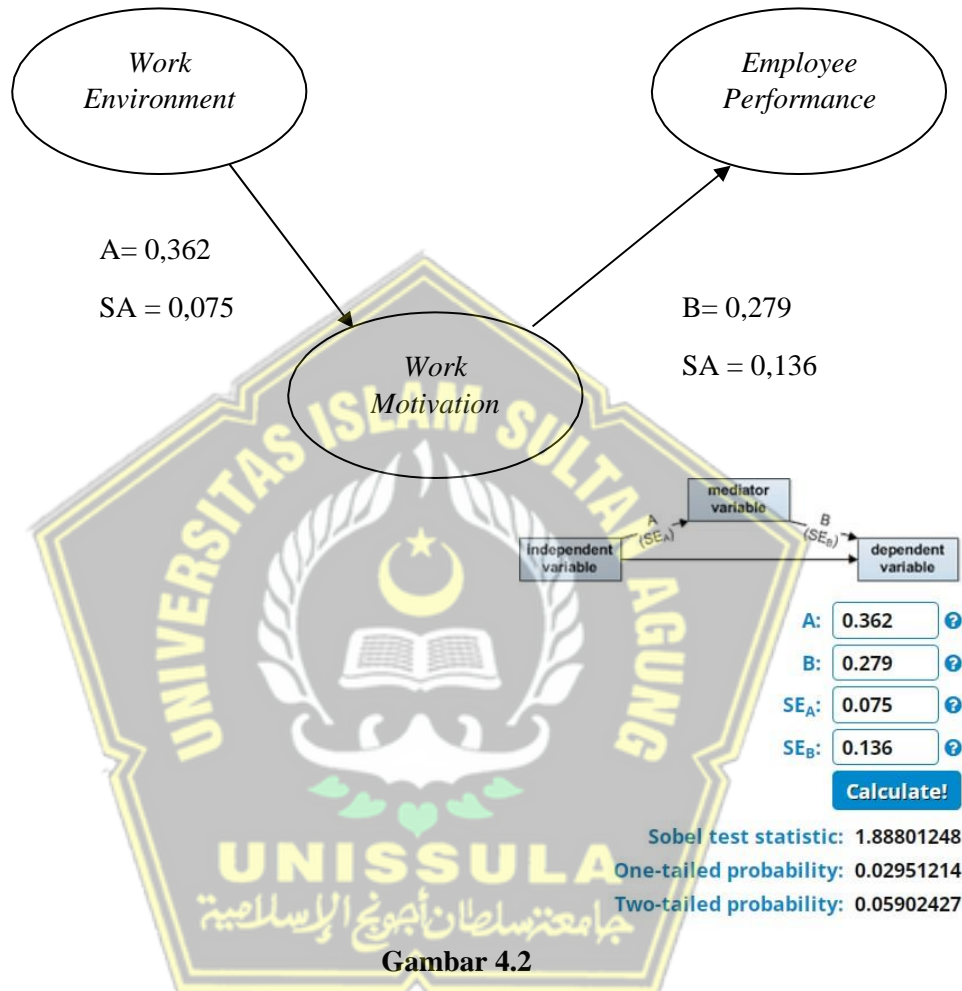 Work
Environment
Employee
Performance
A= 0,362
SA = 0,075
B= 0,279
SA = 0,136
Work
Motivation
UNIVERSITAS ISLAM SULTAN AGUNG
mediator
variable
A
(SEA)
B
(SEB)
independent
variable
dependent
variable
A: 0.362 ?
B: 0.279 ?
SEA: 0.075 ?
SEB: 0.136 ?
Calculate!
Sobel test statistic: 1.88801248
One-tailed probability: 0.02951214
Two-tailed probability: 0.05902427
UNISSULA
جامعة سلطان أجونج الإسلامية
Gambar 4.2